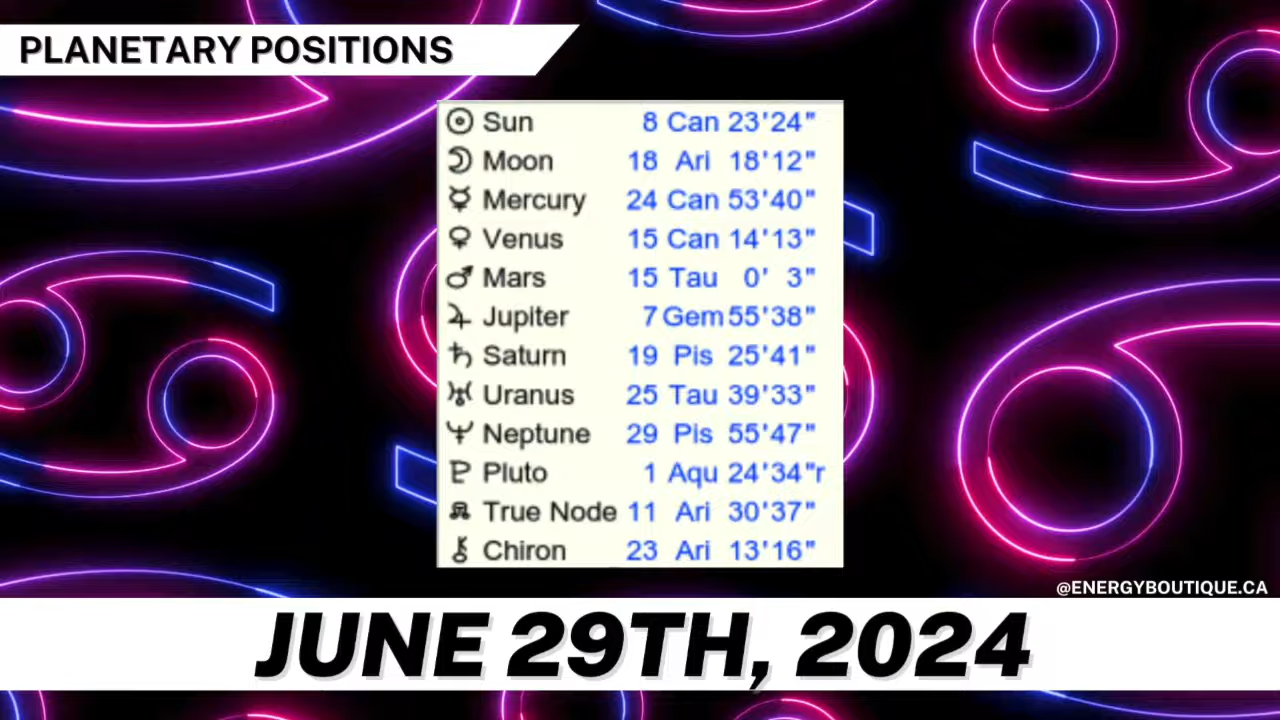 PLANETARY POSITIONS
☉ Sun 8 Can 23'24"
☽ Moon 18 Ari 18'12"
☿ Mercury 24 Can 53'40"
♀ Venus 15 Can 14'13"
♂ Mars 15 Tau 0' 3"
♃ Jupiter 7 Gem 55'38"
♄ Saturn 19 Pis 25'41"
♅ Uranus 25 Tau 39'33"
♆ Neptune 29 Pis 55'47"
♇ Pluto 1 Aqu 24'34"r
☊ True Node 11 Ari 30'37"
⚷ Chiron 23 Ari 13'16"
@ENERGYBOUTIQUE.CA
JUNE 29TH, 2024